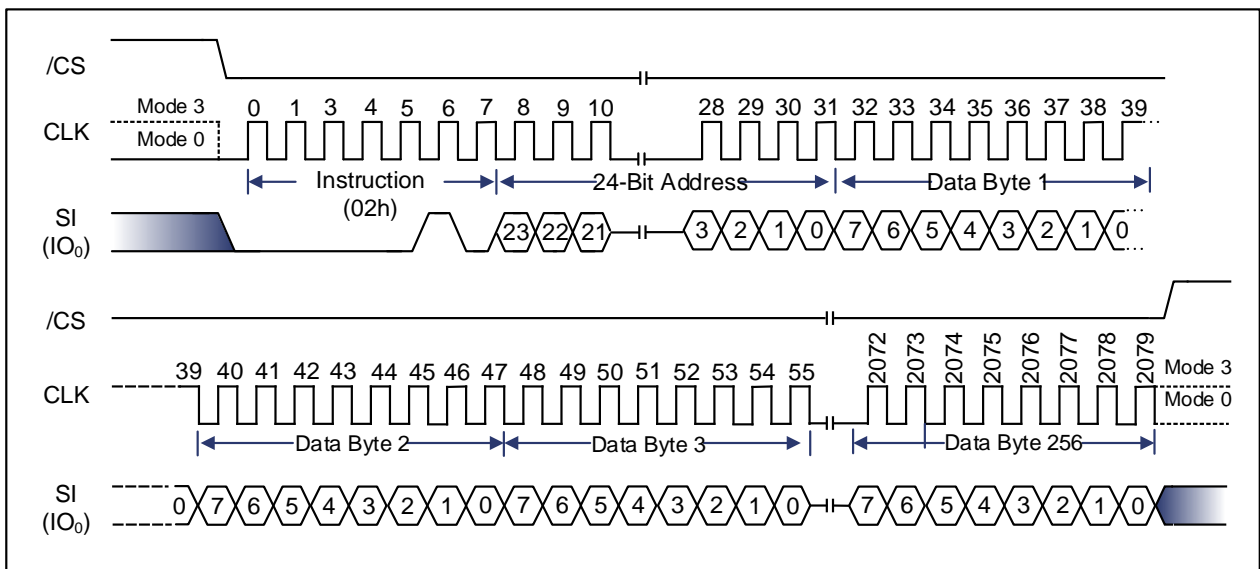 /CS
Mode 3
0 1 3 4 5 6 7 8 9 10 28 29 30 31 32 33 34 35 36 37 38 39
CLK
Mode 0
Instruction
(02h)
24-Bit Address
Data Byte 1
SI
(IO₀)
23 22 21 3 2 1 0 7 6 5 4 3 2 1 0
/CS
39 40 41 42 43 44 45 46 47 48 49 50 51 52 53 54 55 2072 2073 2074 2075 2076 2077 2078 2079
Mode 3
CLK
Mode 0
Data Byte 2
Data Byte 3
Data Byte 256
SI
(IO₀)
0 7 6 5 4 3 2 1 0 7 6 5 4 3 2 1 0 7 6 5 4 3 2 1 0